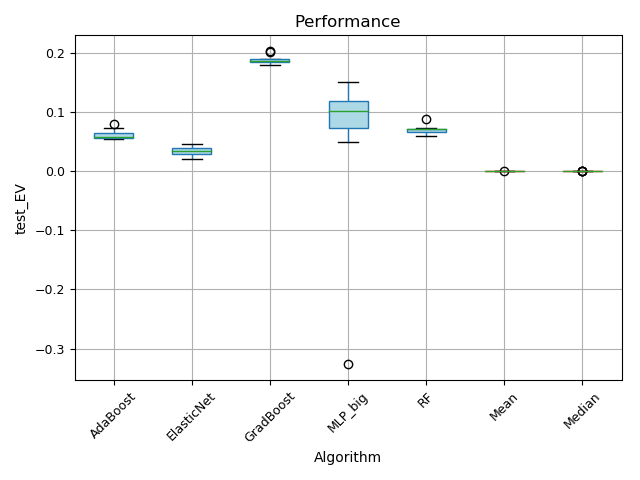 Performance
test_EV
0.2
0.1
0.0
−0.1
−0.2
−0.3
AdaBoost
ElasticNet
GradBoost
MLP_big
RF
Mean
Median
Algorithm